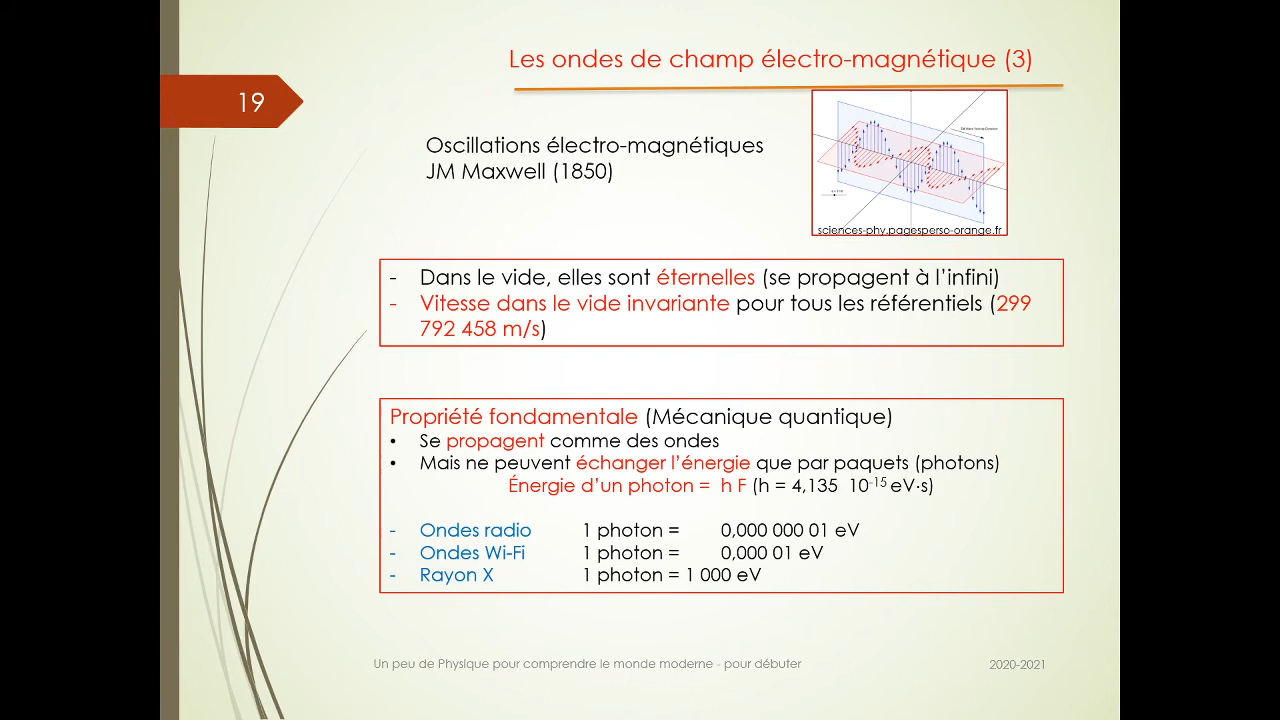 Les ondes de champ électro-magnétique (3)
19
Oscillations électro-magnétiques
JM Maxwell (1850)
sciences-phy.pagesperso-orange.fr
- Dans le vide, elles sont éternelles (se propagent à l’infini)
- Vitesse dans le vide invariante pour tous les référentiels (299
792 458 m/s)
Propriété fondamentale (Mécanique quantique)
• Se propagent comme des ondes
• Mais ne peuvent échanger l’énergie que par paquets (photons)
Énergie d’un photon = h F (h = 4,135 10⁻¹⁵ eV·s)
- Ondes radio 1 photon = 0,000 000 01 eV
- Ondes Wi-Fi 1 photon = 0,000 01 eV
- Rayon X 1 photon = 1 000 eV
Un peu de Physique pour comprendre le monde moderne - pour débuter
2020-2021